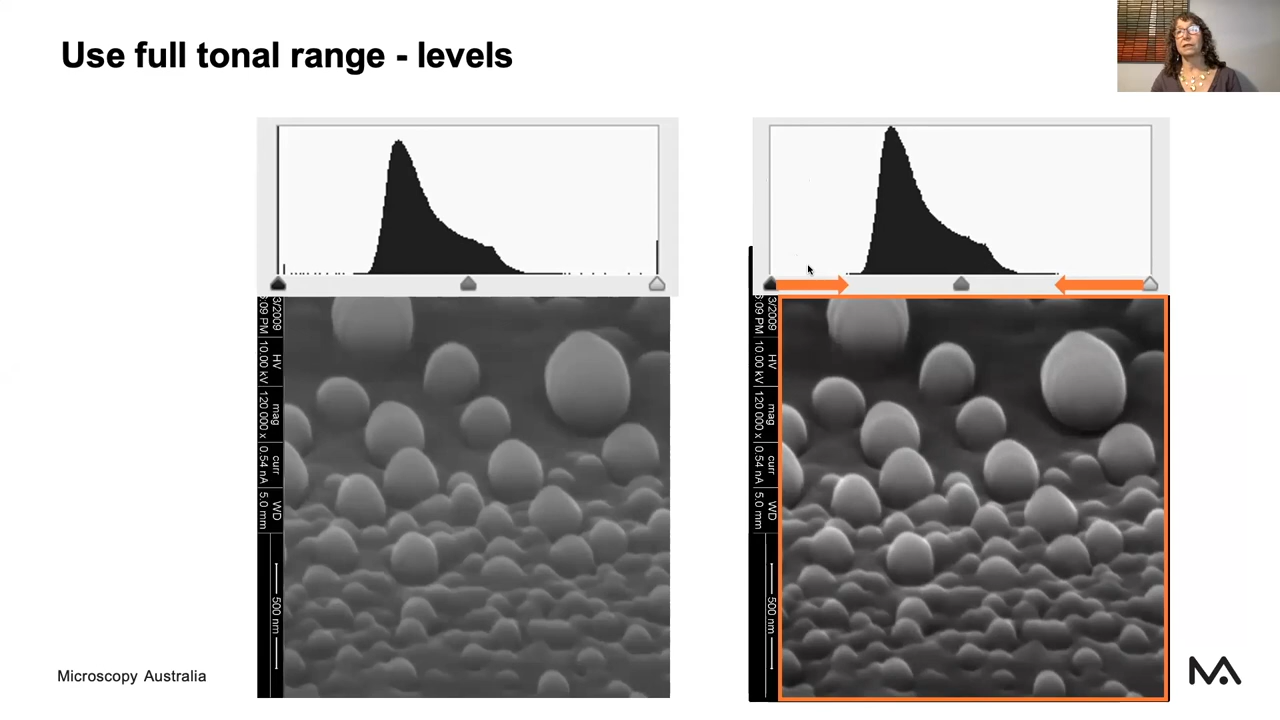 Use full tonal range - levels
3/2009
:09 PM
HV
10.00 kV
mag
120 000 x
curr
0.54 nA
WD
5.0 mm
500 nm
3/2009
:09 PM
HV
10.00 kV
mag
120 000 x
curr
0.54 nA
WD
5.0 mm
500 nm
Microscopy Australia
MA